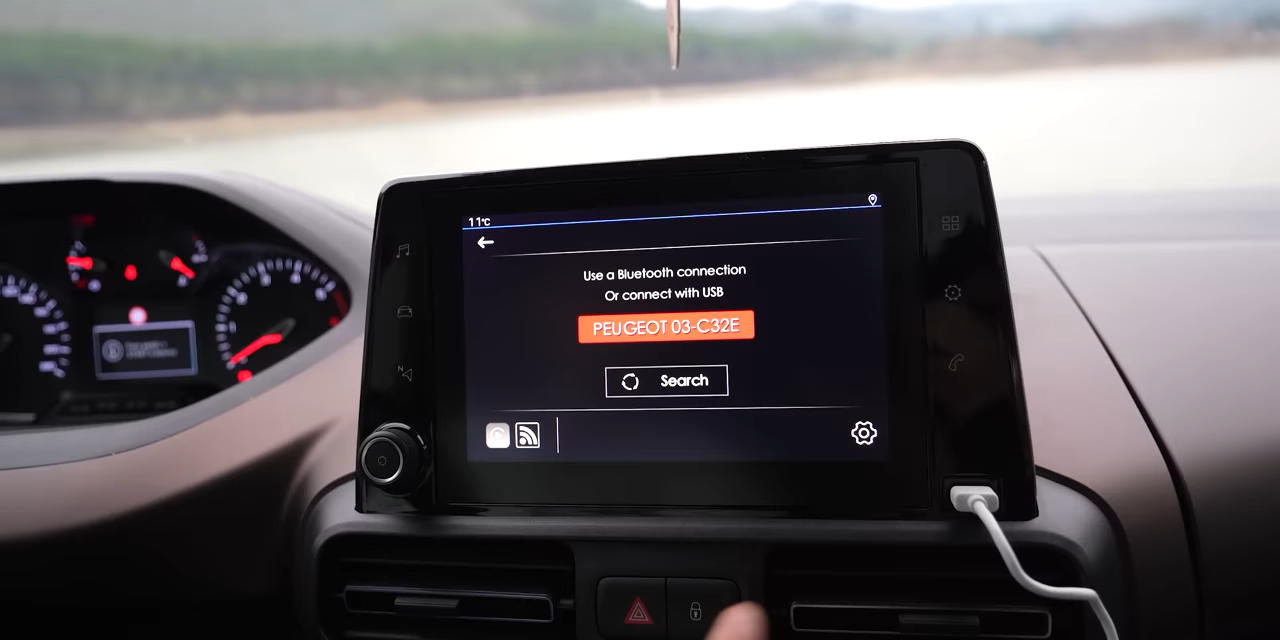 11°C
Use a Bluetooth connection
Or connect with USB
PEUGEOT 03-C32E
Search
N